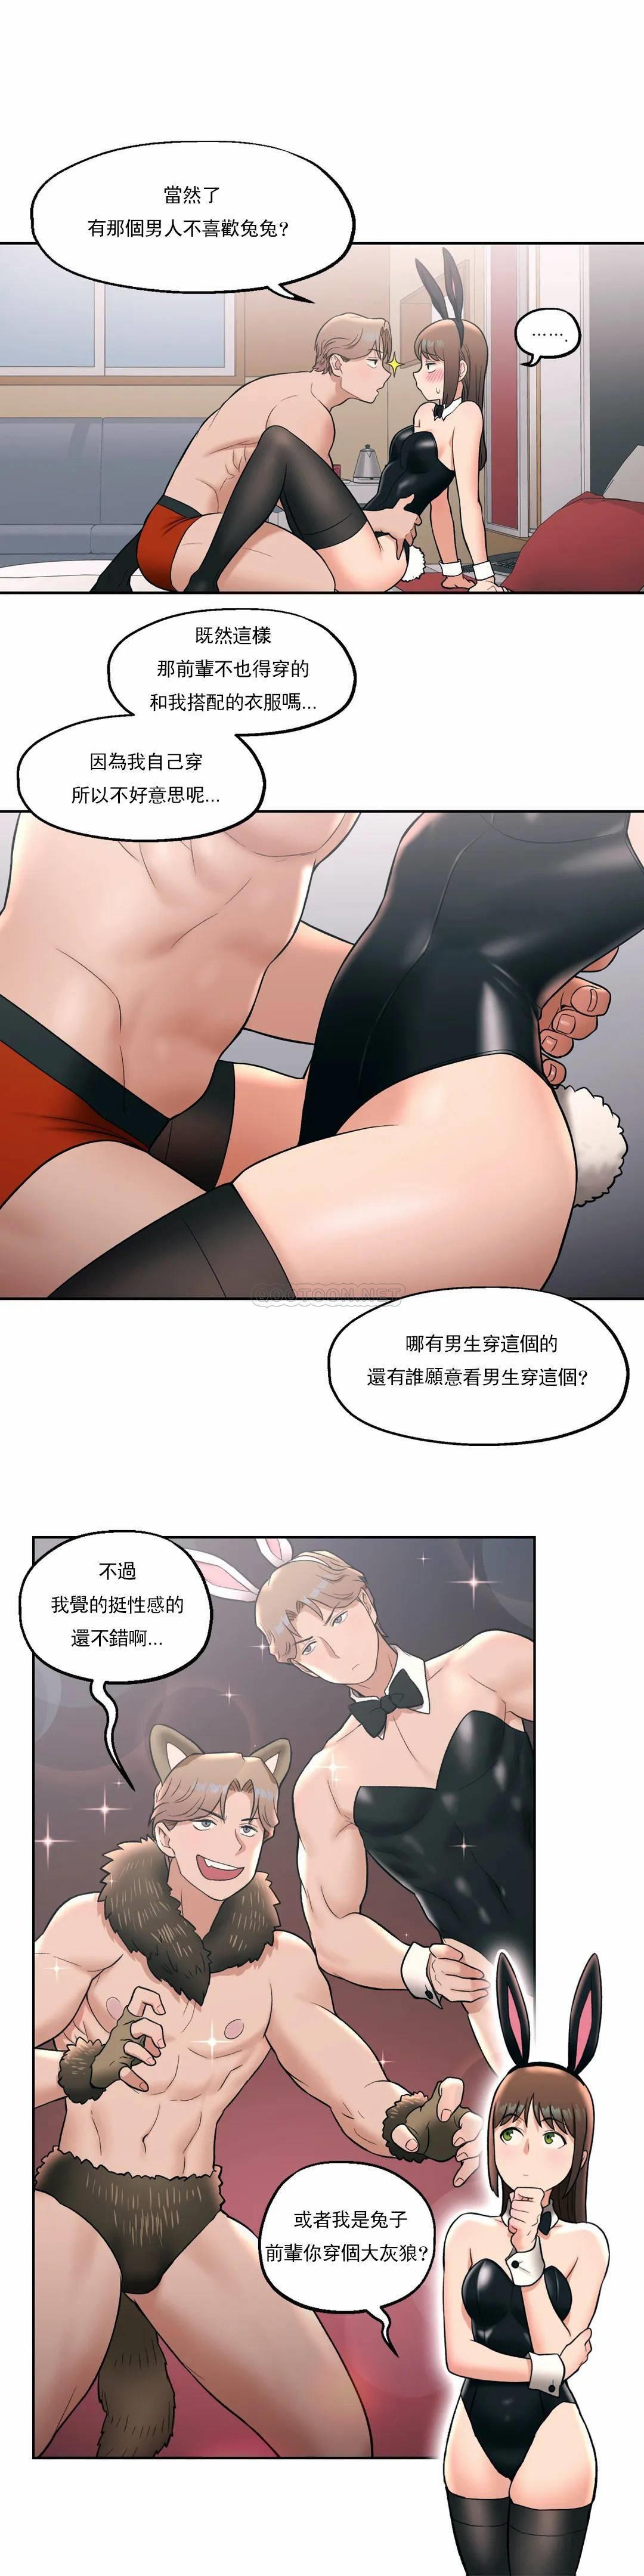 當然了
有那個男人不喜歡兔兔?
.......
既然這樣
那前輩不也得穿的
和我搭配的衣服嗎...
因為我自己穿
所以不好意思呢...
哪有男生穿這個的
還有誰願意看男生穿這個?
不過
我覺的挺性感的
還不錯啊...
或者我是兔子
前輩你穿個大灰狼?